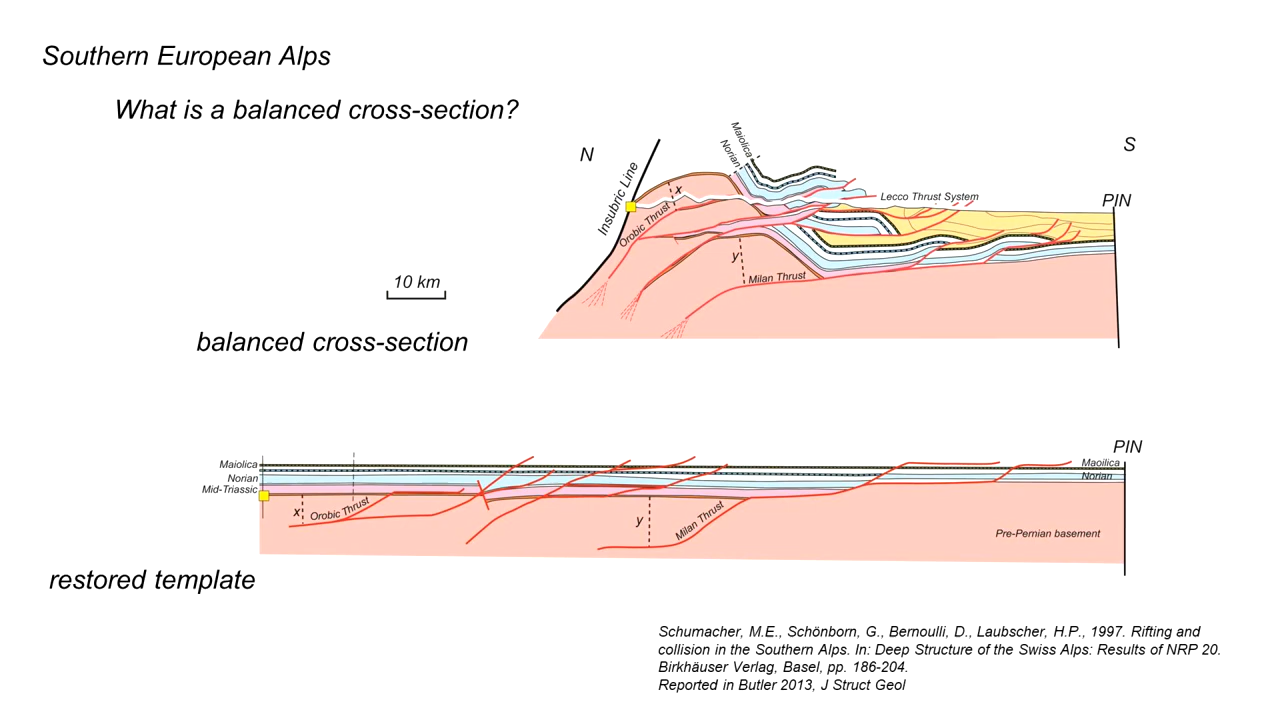 Southern European Alps
What is a balanced cross-section?
N
S
Insubric Line
Maiolica
Norian
x
Orobic Thrust
Lecco Thrust System
PIN
y
Milan Thrust
10 km
balanced cross-section
PIN
Maiolica
Norian
Mid-Triassic
Maoilica
Norian
x
Orobic Thrust
y
Milan Thrust
Pre-Pernian basement
restored template
Schumacher, M.E., Schönborn, G., Bernoulli, D., Laubscher, H.P., 1997. Rifting and
collision in the Southern Alps. In: Deep Structure of the Swiss Alps: Results of NRP 20.
Birkhäuser Verlag, Basel, pp. 186-204.
Reported in Butler 2013, J Struct Geol